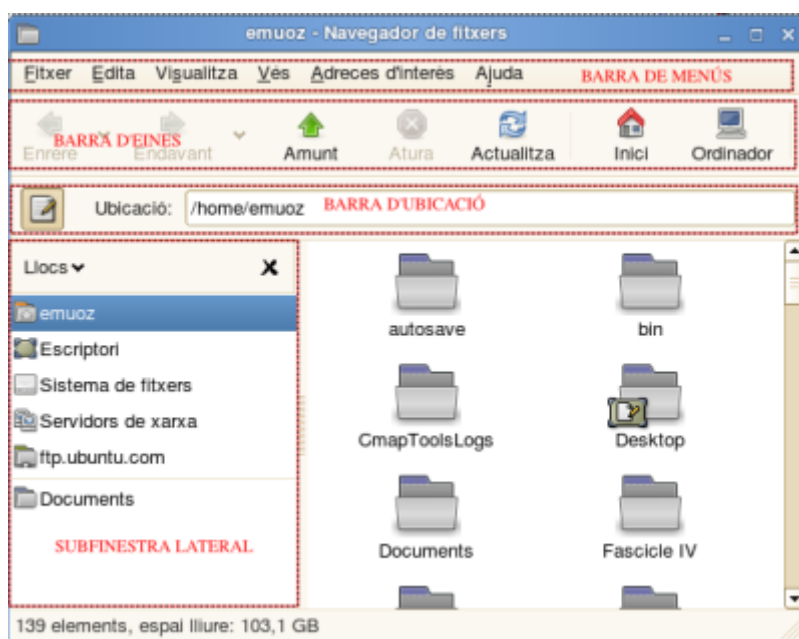 emuoz - Navegador de fitxers
Fitxer Edita Visualitza Vés Adreces d'interès Ajuda BARRA DE MENÚS
BARRA D'EINES
Enrere Endavant Amunt Atura Actualitza Inici Ordinador
Ubicació: /home/emuoz BARRA D'UBICACIÓ
Llocs
emuoz
Escriptori
Sistema de fitxers
Servidors de xarxa
ftp.ubuntu.com
Documents
SUBFINESTRA LATERAL
autosave bin
CmapToolsLogs Desktop
Documents Fascicle IV
139 elements, espai lliure: 103,1 GB